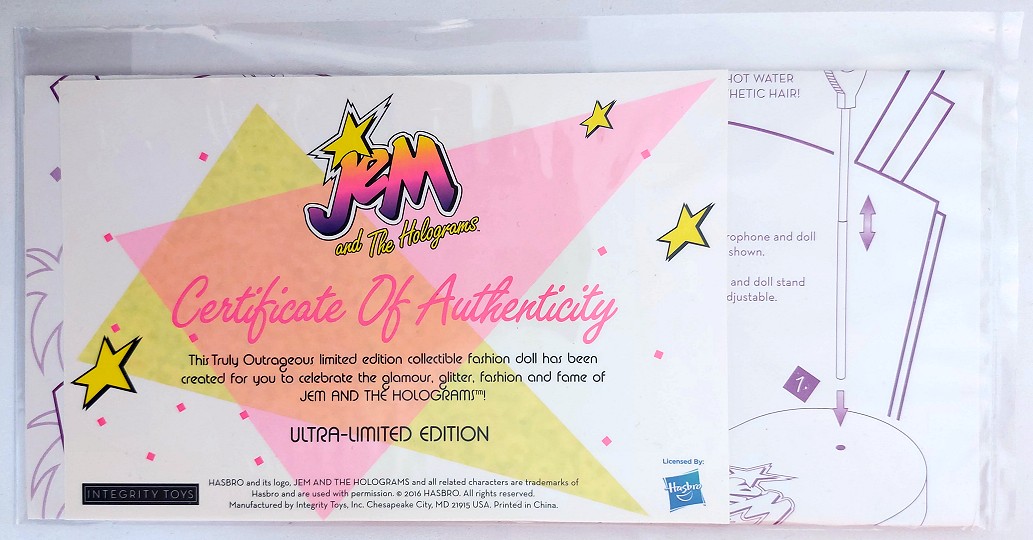 JEM
and The Holograms™
Certificate Of Authenticity
This Truly Outrageous limited edition collectible fashion doll has been
created for you to celebrate the glamour, glitter, fashion and fame of
JEM AND THE HOLOGRAMS™!
ULTRA-LIMITED EDITION
INTEGRITY TOYS
HASBRO and its logo, JEM AND THE HOLOGRAMS and all related characters are trademarks of
Hasbro and are used with permission. © 2016 HASBRO. All rights reserved.
Manufactured by Integrity Toys, Inc. Chesapeake City, MD 21915 USA. Printed in China.
Licensed By:
Hasbro
HOT WATER
HETIC HAIR!
rophone and doll
shown.
and doll stand
djustable.
1.